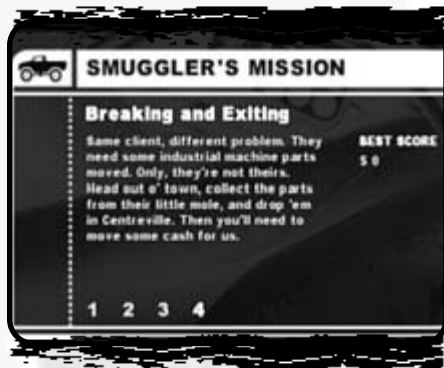 SMUGGLER'S MISSION
Breaking and Exiting
Same client, different problem. They
need some industrial machine parts
moved. Only, they're not theirs.
Head out o' town, collect the parts
from their little mole, and drop 'em
in Centreville. Then you'll need to
move some cash for us.
BEST SCORE
$ 0
1 2 3 4